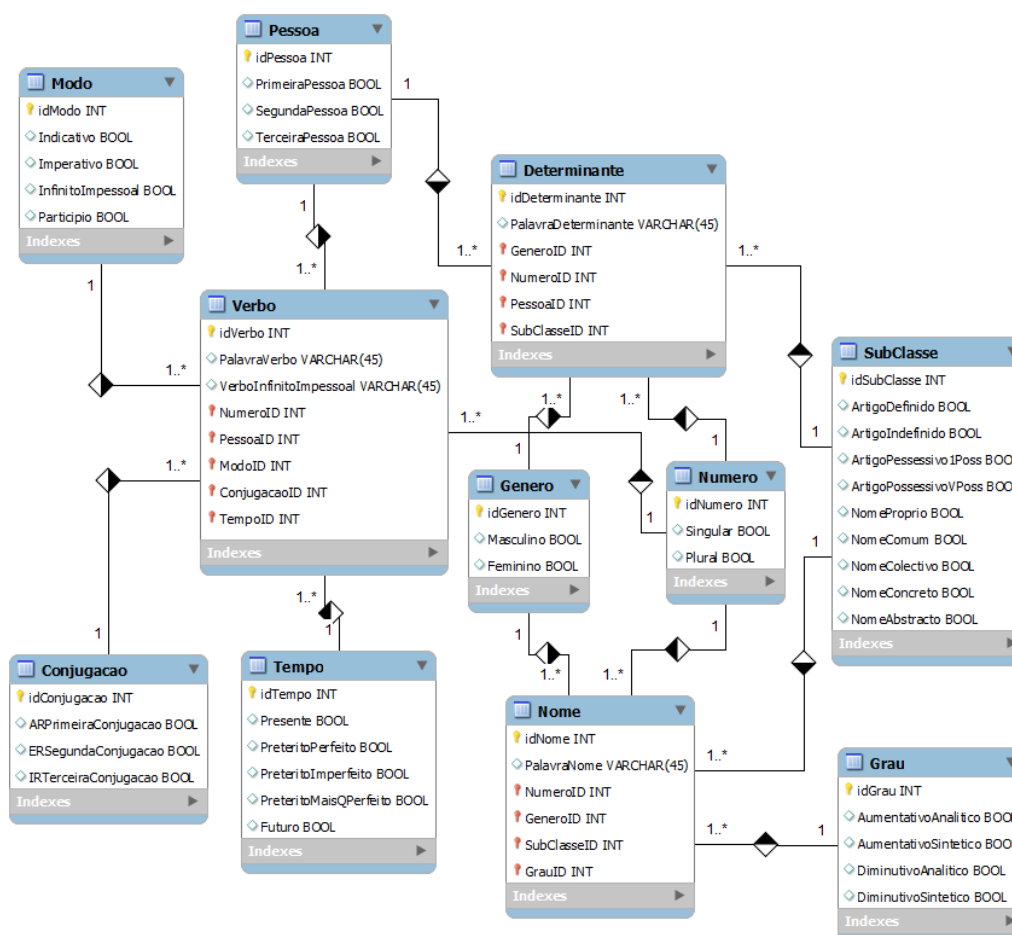 Pessoa
idPessoa INT
PrimeiraPessoa BOOL
SegundaPessoa BOOL
TerceiraPessoa BOOL
Indexes
Modo
idModo INT
Indicativo BOOL
Imperativo BOOL
InfinitoImpessoal BOOL
Participio BOOL
Indexes
1
1
1
Determinante
idDeterminante INT
PalavraDeterminante VARCHAR(45)
GeneroID INT
NumeroID INT
PessoaID INT
SubClasseID INT
Indexes
1..*
1..*
1..*
1..*
Verbo
idVerbo INT
PalavraVerbo VARCHAR(45)
VerboInfinitoImpessoal VARCHAR(45)
NumeroID INT
PessoaID INT
ModoID INT
ConjugacaoID INT
TempoID INT
Indexes
1..*
1..*
1..*
1..*
1..*
SubClasse
idSubClasse INT
ArtigoDefinido BOOL
ArtigoIndefinido BOOL
ArtigoPessessivo1Poss BOO
ArtigoPossessivoVPoss BOO
NomeProprio BOOL
NomeComum BOOL
NomeColectivo BOOL
NomeConcreto BOOL
NomeAbstracto BOOL
Indexes
1
1
1
1
1
Genero
idGenero INT
Masculino BOOL
Feminino BOOL
Indexes
Numero
idNumero INT
Singular BOOL
Plural BOOL
Indexes
1
1
1
1
Conjugacao
idConjugacao INT
ARPrimeiraConjugacao BOOL
ERSegundaConjugacao BOOL
IRTerceiraConjugacao BOOL
Indexes
Tempo
idTempo INT
Presente BOOL
PreteritoPerfeito BOOL
PreteritoImperfeito BOOL
PreteritoMaisQPerfeito BOOL
Futuro BOOL
Indexes
1..*
1..*
Nome
idNome INT
PalavraNome VARCHAR(45)
NumeroID INT
GeneroID INT
SubClasseID INT
GrauID INT
Indexes
1..*
1..*
1
Grau
idGrau INT
AumentativoAnalitico BOO
AumentativoSintetico BOO
DiminutivoAnalitico BOOL
DiminutivoSintetico BOOL
Indexes